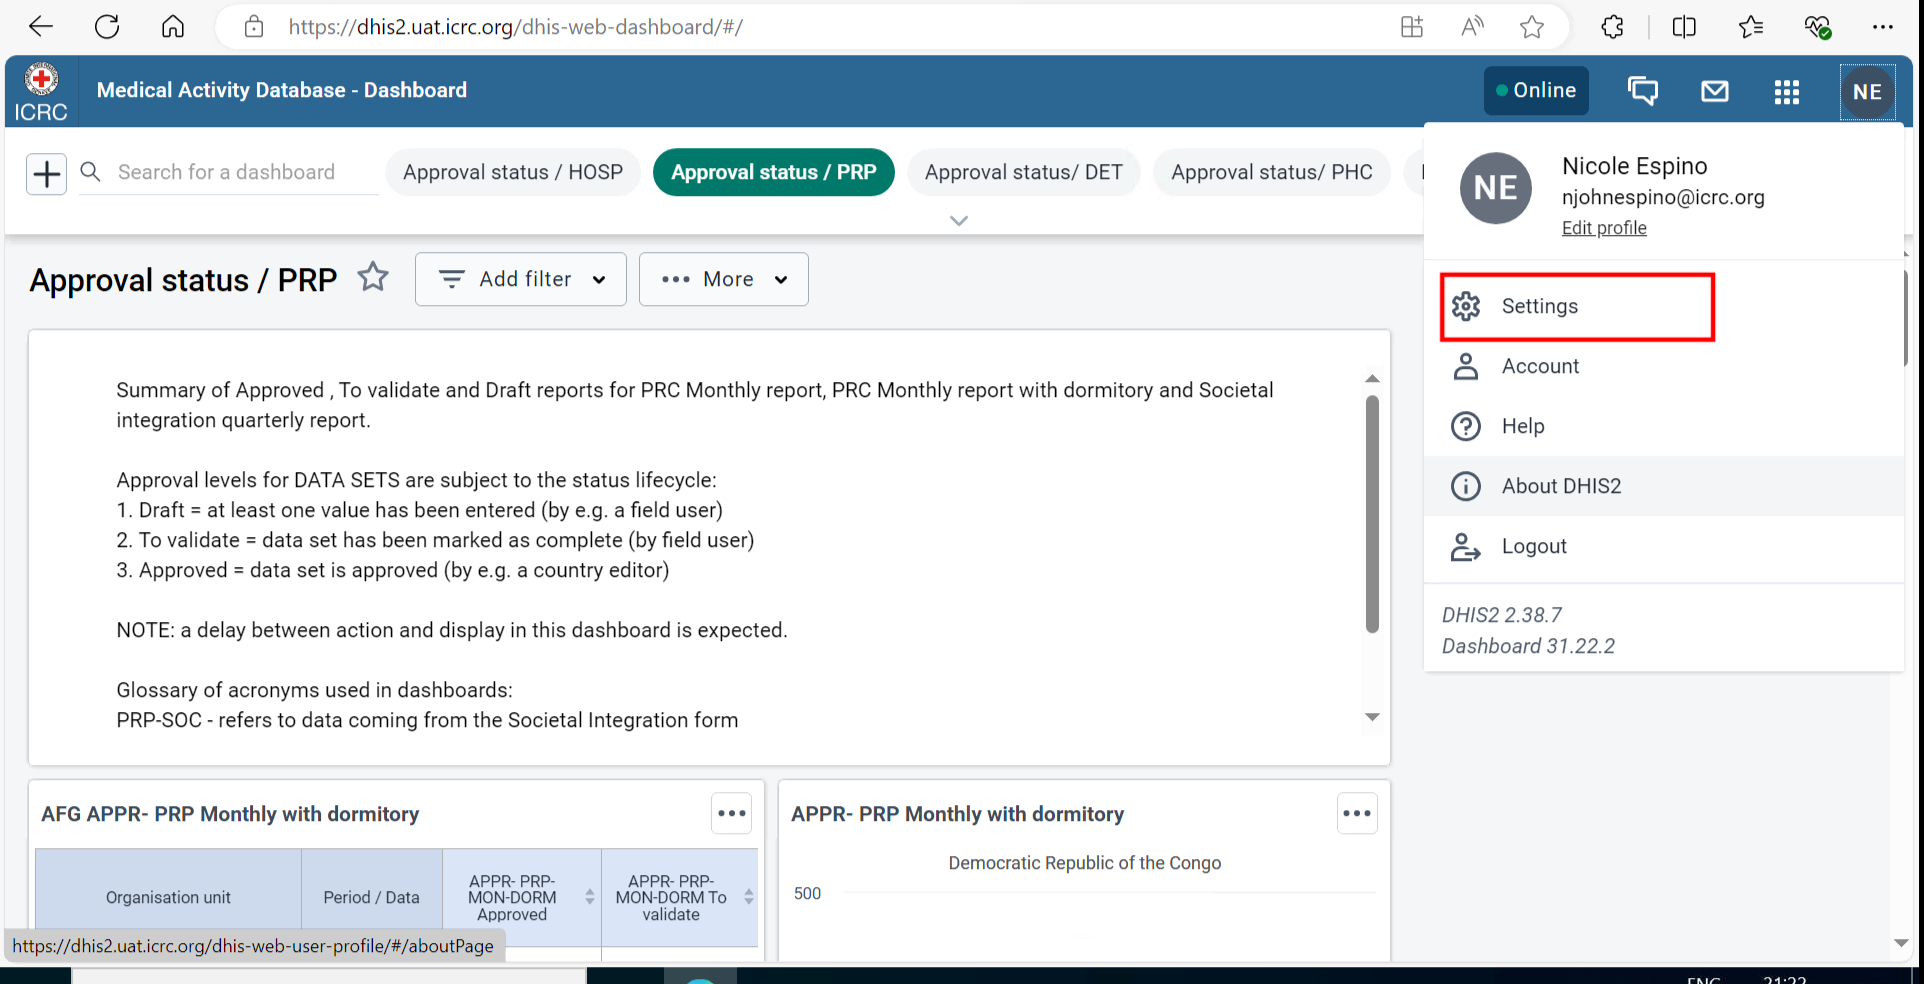 https://dhis2.uat.icrc.org/dhis-web-dashboard/#/
ICRC
Medical Activity Database - Dashboard
Online
NE
Search for a dashboard
Approval status / HOSP
Approval status / PRP
Approval status/ DET
Approval status/ PHC
NE
Nicole Espino
njohnespino@icrc.org
Edit profile
Settings
Account
Help
About DHIS2
Logout
DHIS2 2.38.7
Dashboard 31.22.2
Approval status / PRP
Add filter
More
Summary of Approved , To validate and Draft reports for PRC Monthly report, PRC Monthly report with dormitory and Societal
integration quarterly report.
Approval levels for DATA SETS are subject to the status lifecycle:
1. Draft = at least one value has been entered (by e.g. a field user)
2. To validate = data set has been marked as complete (by field user)
3. Approved = data set is approved (by e.g. a country editor)
NOTE: a delay between action and display in this dashboard is expected.
Glossary of acronyms used in dashboards:
PRP-SOC - refers to data coming from the Societal Integration form
AFG APPR- PRP Monthly with dormitory
Organisation unit
Period / Data
APPR- PRP-
MON-DORM
Approved
APPR- PRP-
MON-DORM To
validate
APPR- PRP Monthly with dormitory
Democratic Republic of the Congo
500
https://dhis2.uat.icrc.org/dhis-web-user-profile/#/aboutPage
ENG
21:22